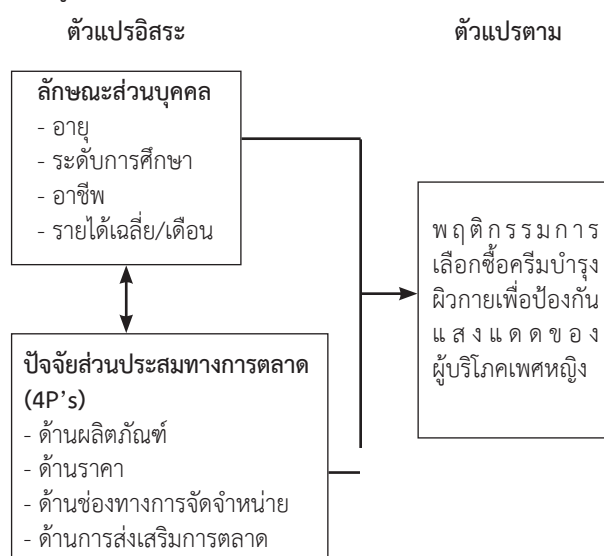 ตัวแปรอิสระ
ตัวแปรตาม
ลักษณะส่วนบุคคล
- อายุ
- ระดับการศึกษา
- อาชีพ
- รายได้เฉลี่ย/เดือน
ปัจจัยส่วนประสมทางการตลาด
(4P's)
- ด้านผลิตภัณฑ์
- ด้านราคา
- ด้านช่องทางการจัดจำหน่าย
- ด้านการส่งเสริมการตลาด
พฤติกรรมการ
เลือกซื้อครีมบำรุง
ผิวกายเพื่อป้องกัน
แสงแดดของ
ผู้บริโภคเพศหญิง